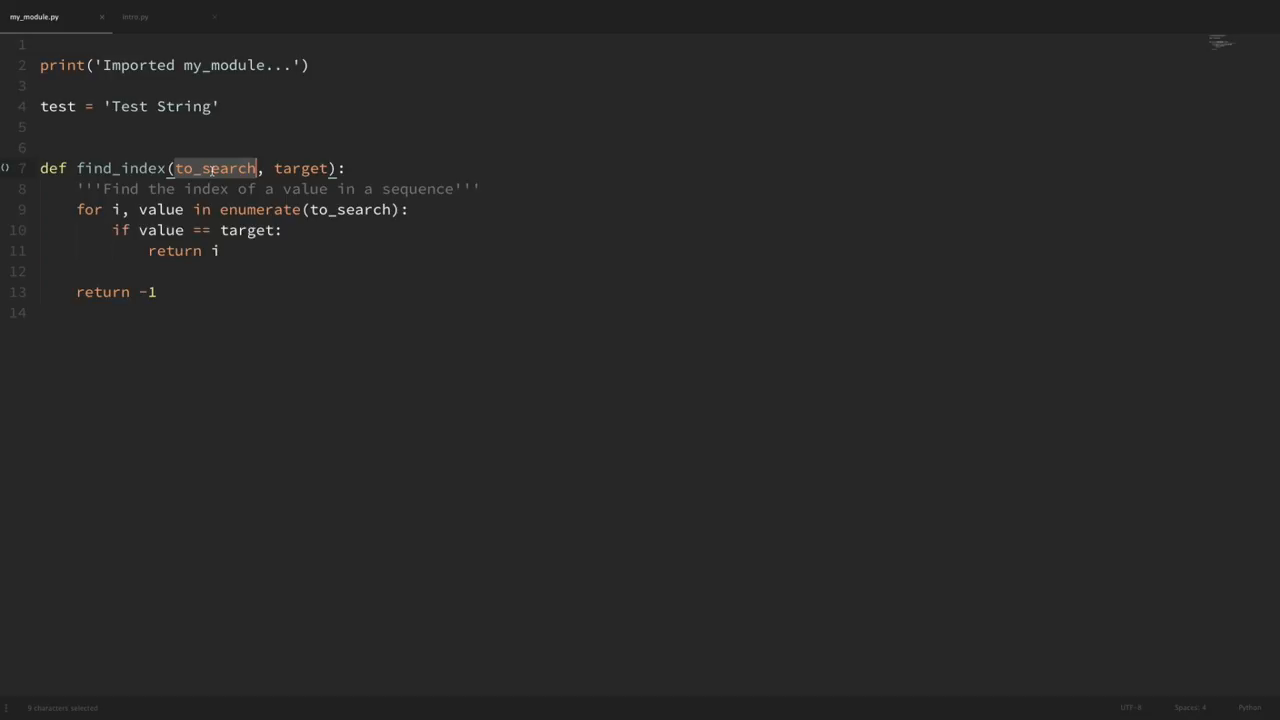 my_module.py × intro.py ×
1
2 print('Imported my_module...')
3
4 test = 'Test String'
5
6
7 def find_index(to_search, target):
8     '''Find the index of a value in a sequence'''
9     for i, value in enumerate(to_search):
10         if value == target:
11             return i
12
13     return -1
14
9 characters selected UTF-8 Spaces: 4 Python